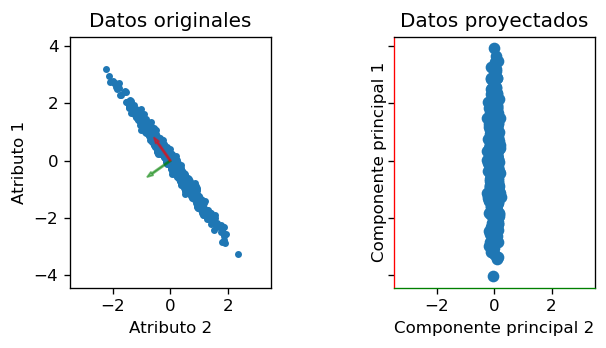 Datos originales
Datos proyectados
4
2
0
−2
−4
Atributo 1
−2
0
2
Atributo 2
Componente principal 1
−2
0
2
Componente principal 2